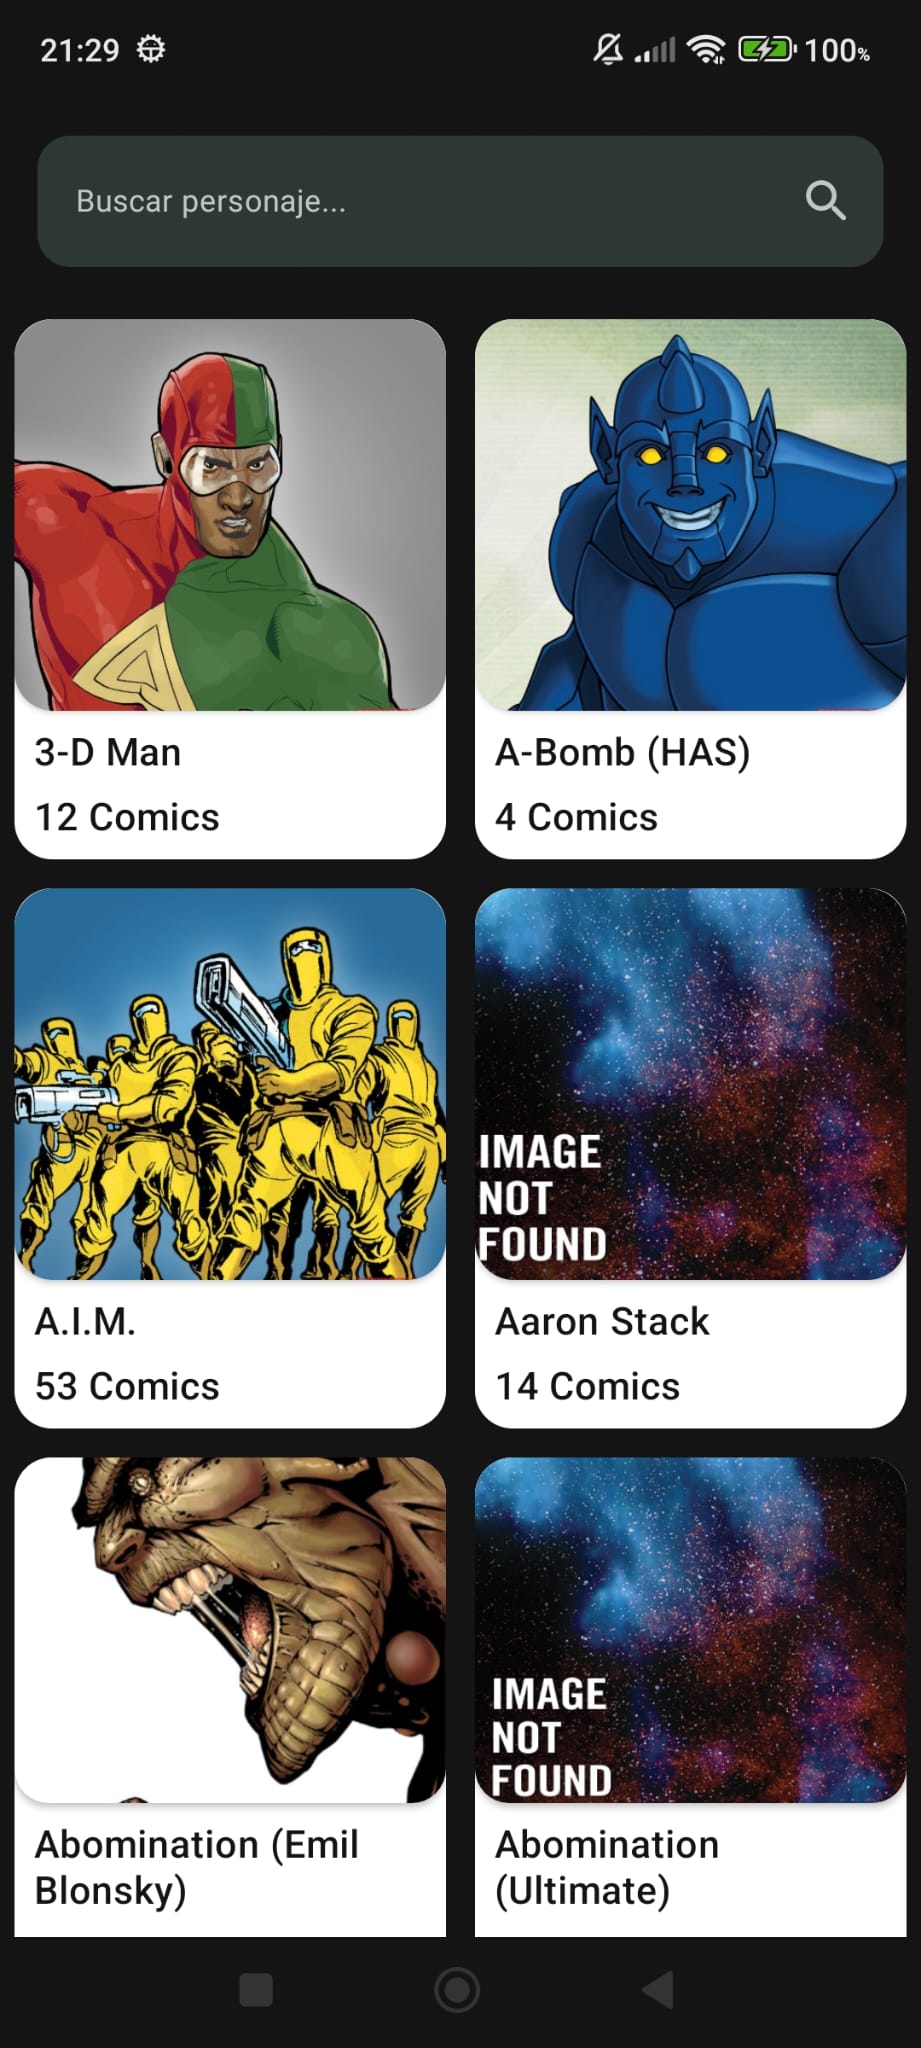 21:29
100%
Buscar personaje...
3-D Man
12 Comics
A-Bomb (HAS)
4 Comics
A.I.M.
53 Comics
IMAGE
NOT
FOUND
Aaron Stack
14 Comics
Abomination (Emil
Blonsky)
IMAGE
NOT
FOUND
Abomination
(Ultimate)